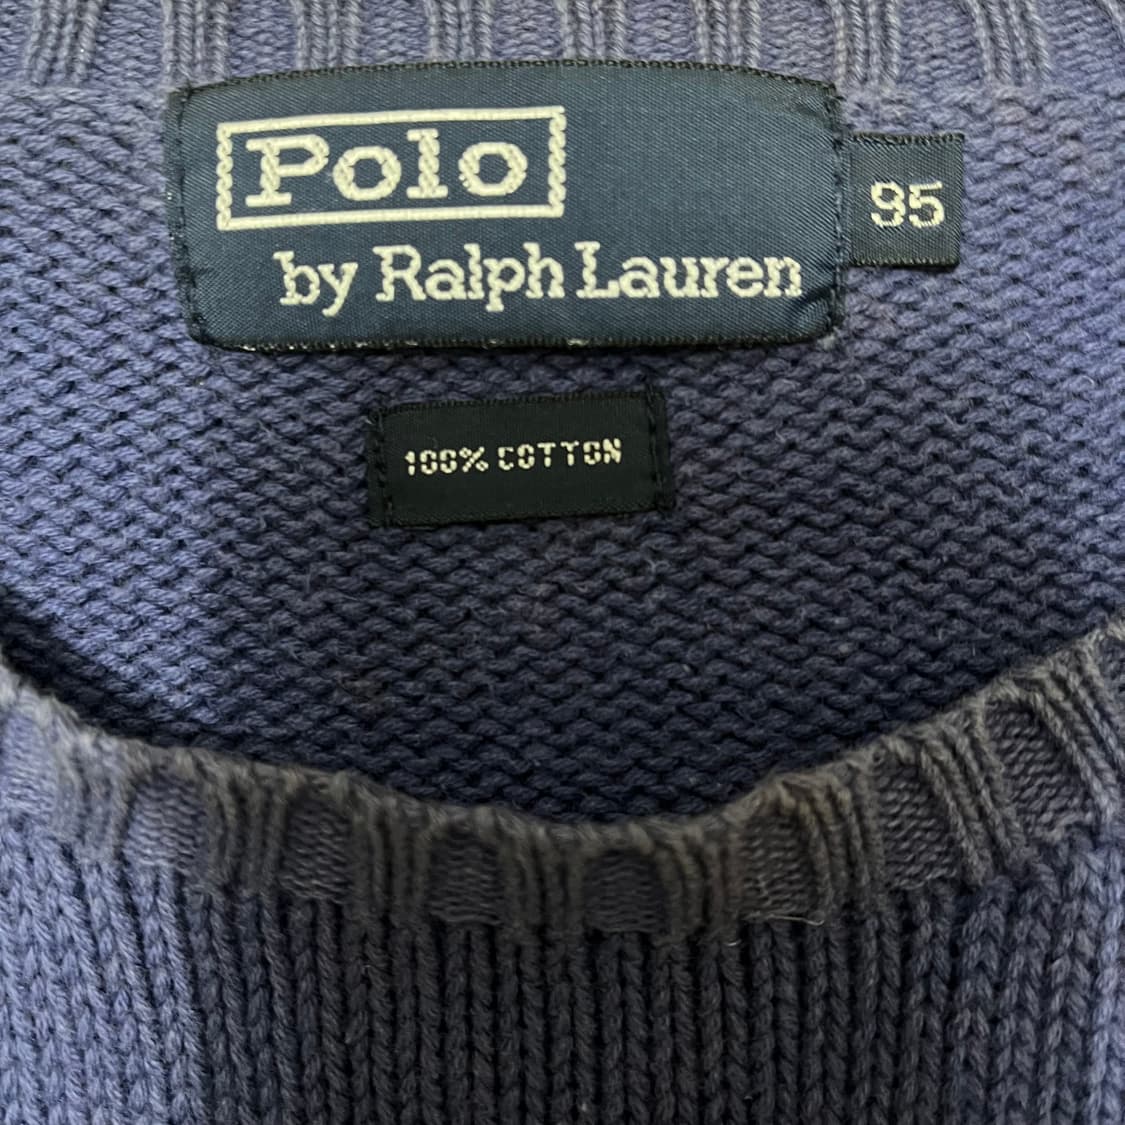 Polo
by Ralph Lauren
95
100% COTTON